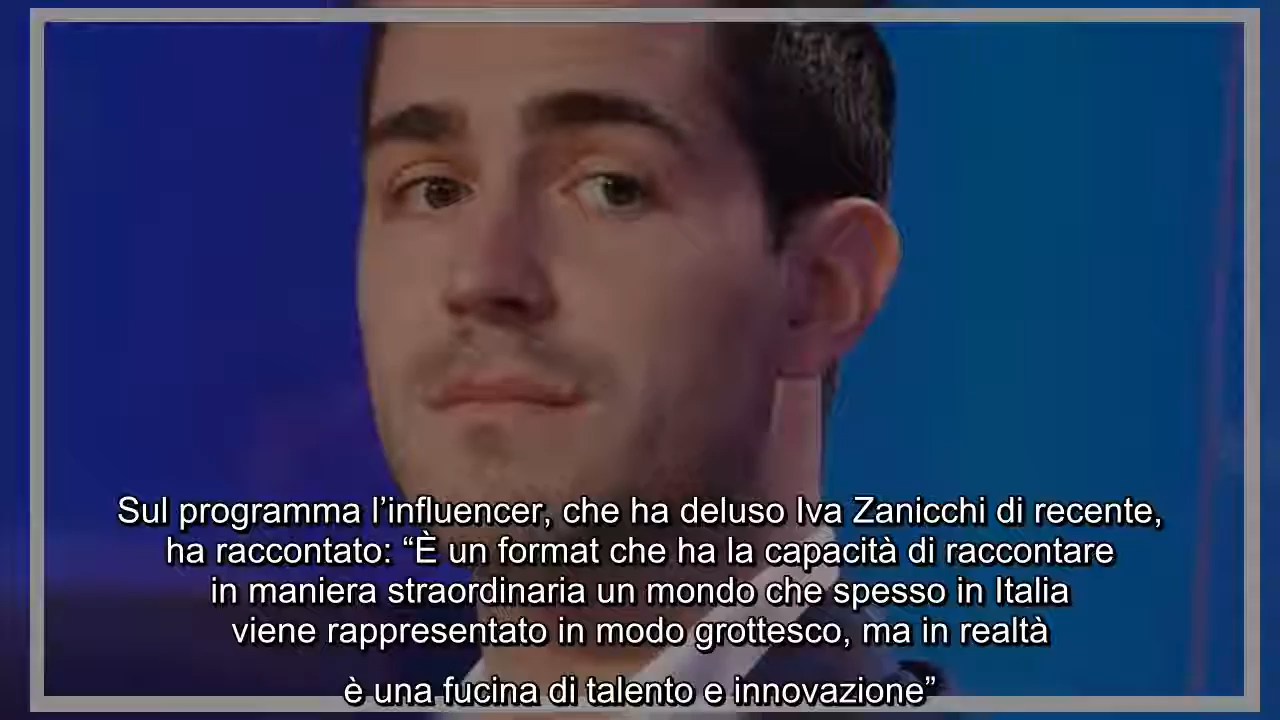 Sul programma l’influencer, che ha deluso Iva Zanicchi di recente,
ha raccontato: “È un format che ha la capacità di raccontare
in maniera straordinaria un mondo che spesso in Italia
viene rappresentato in modo grottesco, ma in realtà
è una fucina di talento e innovazione”